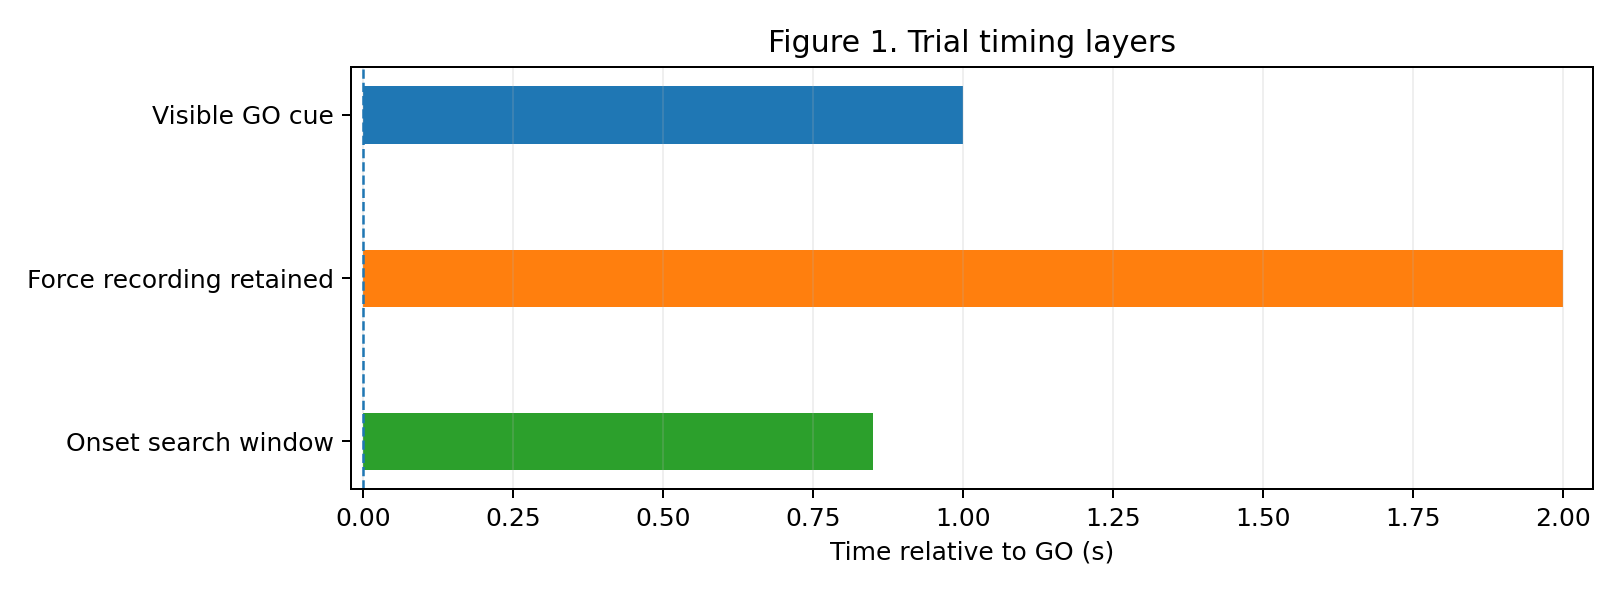 Figure 1. Trial timing layers
Visible GO cue
Force recording retained
Onset search window
0.00 0.25 0.50 0.75 1.00 1.25 1.50 1.75 2.00
Time relative to GO (s)